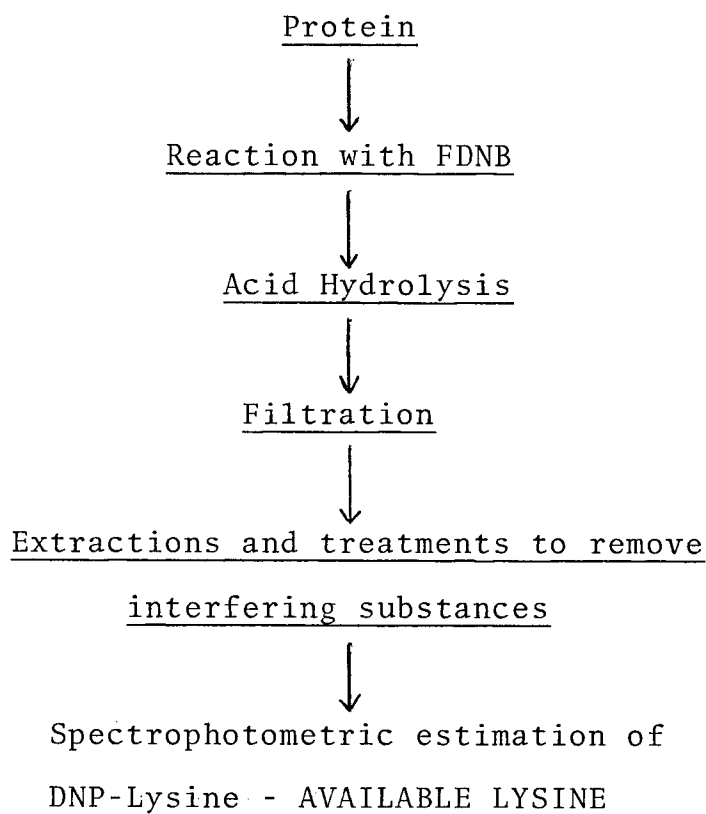 Protein
Reaction with FDNB
Acid Hydrolysis
Filtration
Extractions and treatments to remove
interfering substances
Spectrophotometric estimation of
DNP-Lysine - AVAILABLE LYSINE